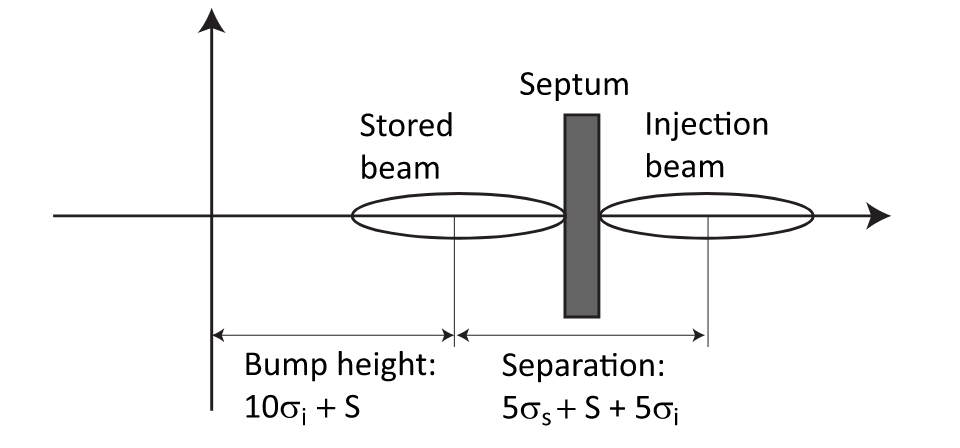 Septum
Stored
beam
Injection
beam
Bump height:
10σᵢ + S
Separation:
5σₛ + S + 5σᵢ